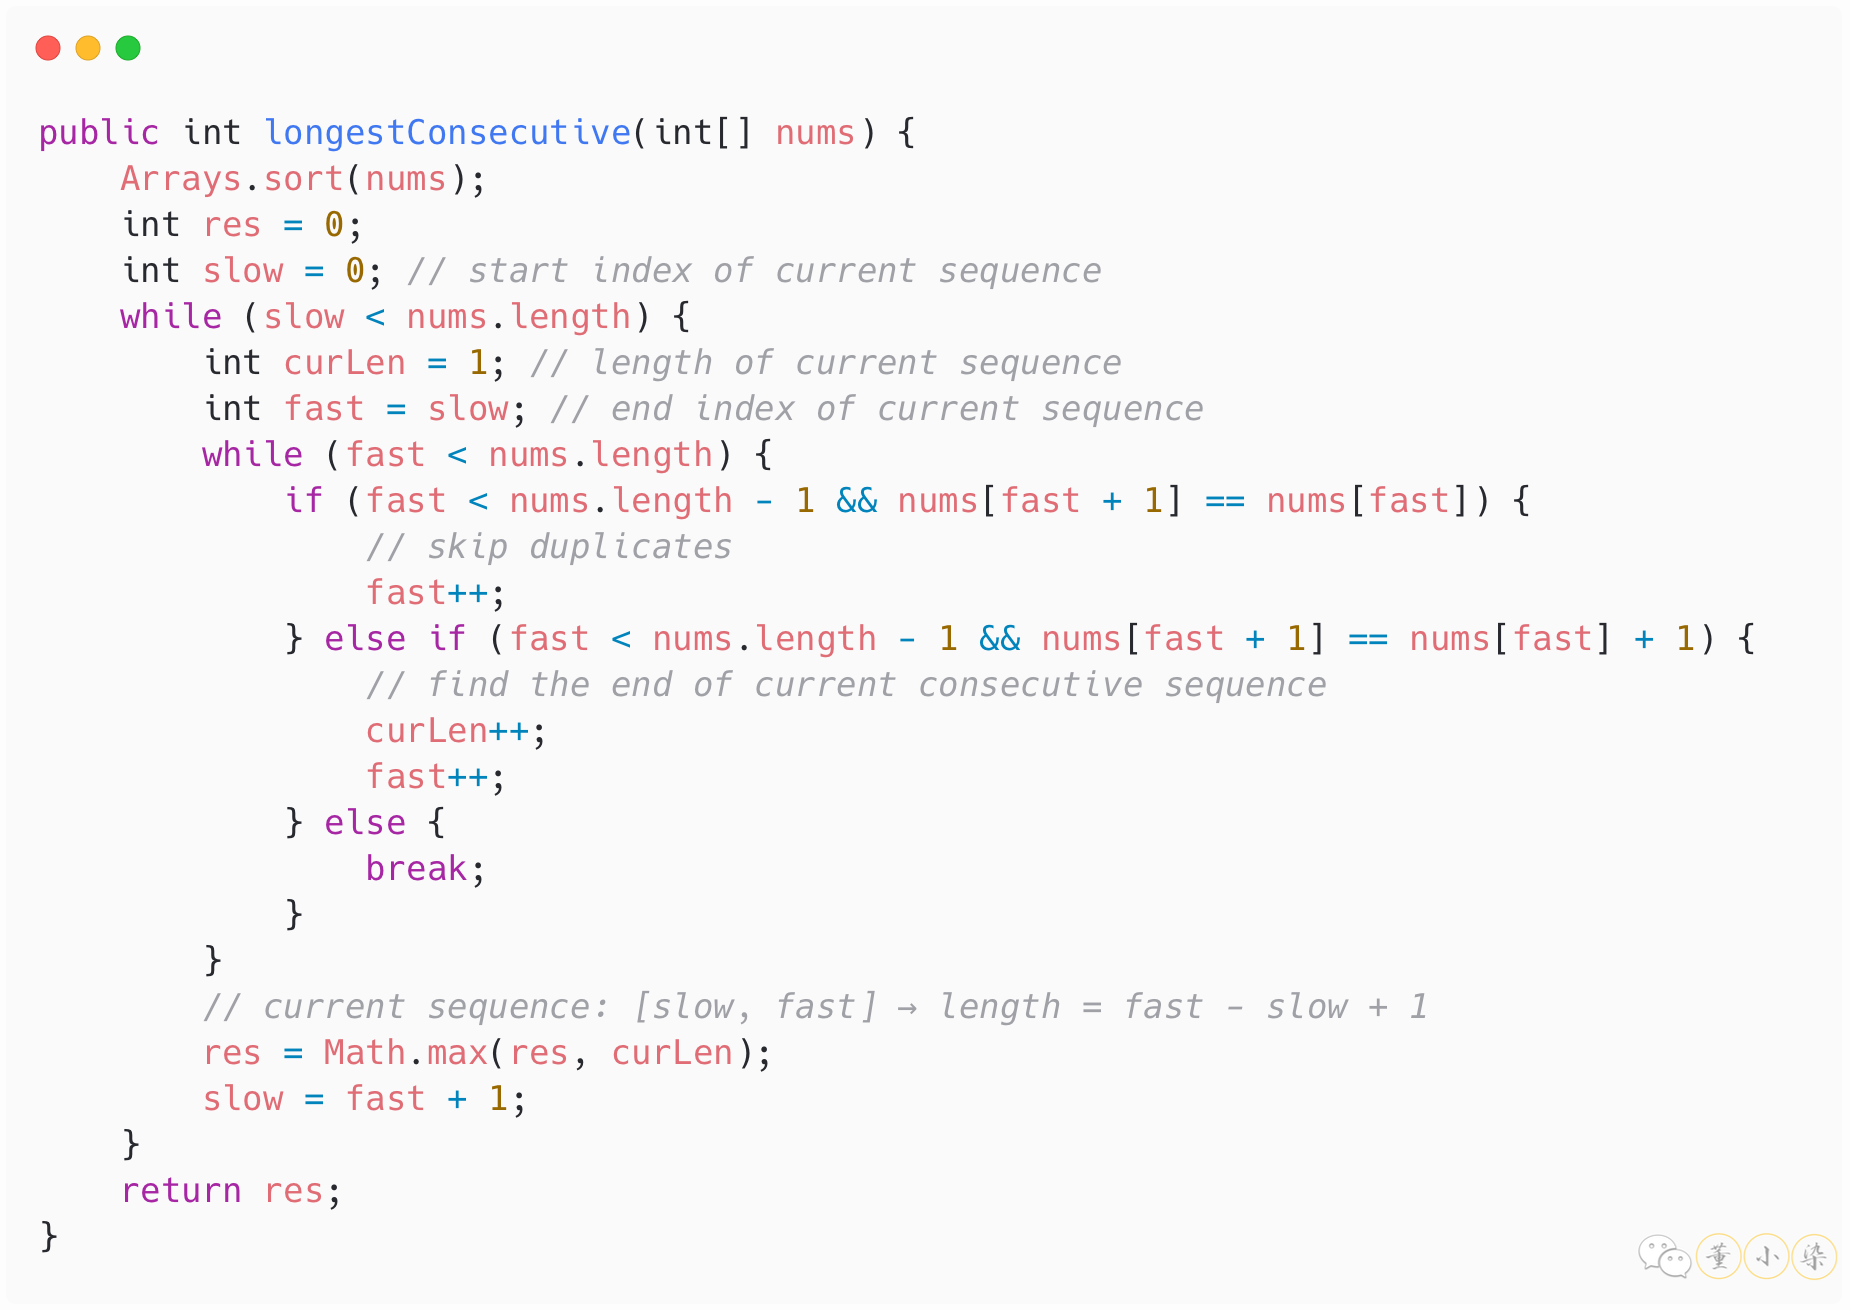 public int longestConsecutive(int[] nums) {
    Arrays.sort(nums);
    int res = 0;
    int slow = 0; // start index of current sequence
    while (slow < nums.length) {
        int curLen = 1; // length of current sequence
        int fast = slow; // end index of current sequence
        while (fast < nums.length) {
            if (fast < nums.length - 1 && nums[fast + 1] == nums[fast]) {
                // skip duplicates
                fast++;
            } else if (fast < nums.length - 1 && nums[fast + 1] == nums[fast] + 1) {
                // find the end of current consecutive sequence
                curLen++;
                fast++;
            } else {
                break;
            }
        }
        // current sequence: [slow, fast] → length = fast - slow + 1
        res = Math.max(res, curLen);
        slow = fast + 1;
    }
    return res;
}
董小染